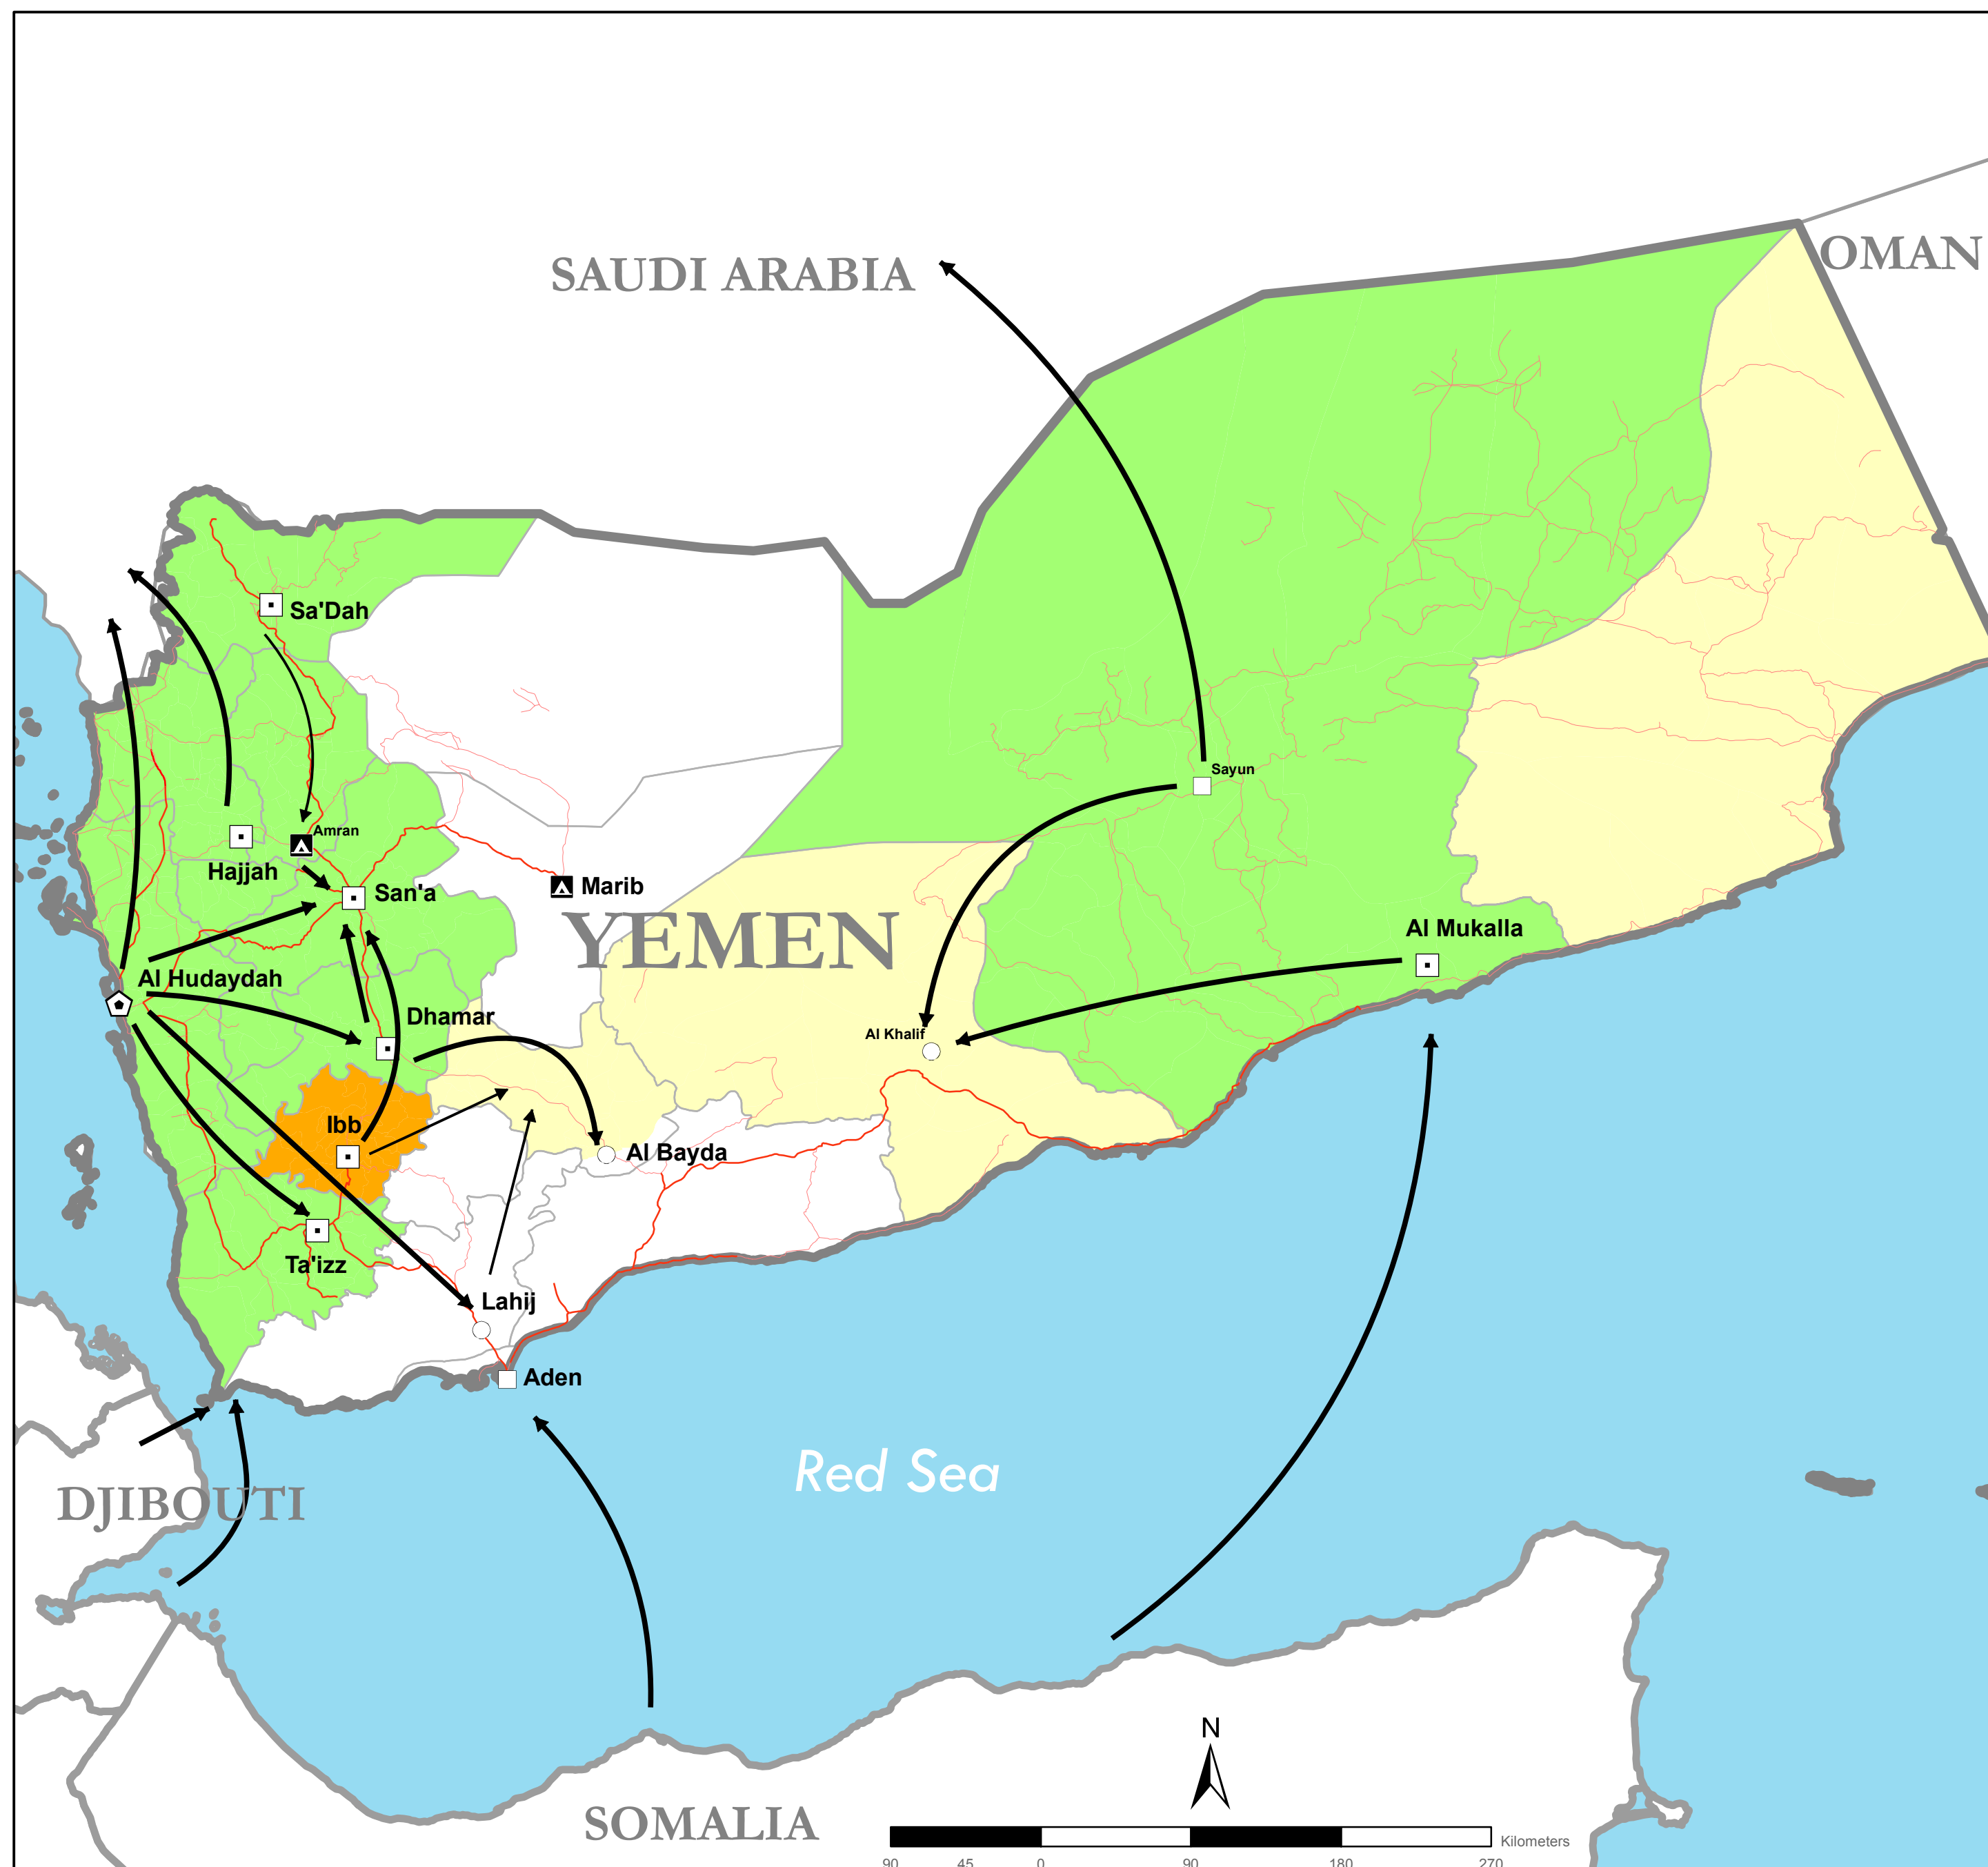 OMAN
SAUDI ARABIA
Sa'Dah
Sayun
Amran
Hajjah
San'a
Marib
YEMEN
Al Mukalla
Al Hudaydah
Dhamar
Al Khalif
Ibb
Al Bayda
Ta'izz
Lahij
Aden
Red Sea
DJIBOUTI
N
SOMALIA
Kilometers
90 45 0 90 180 270